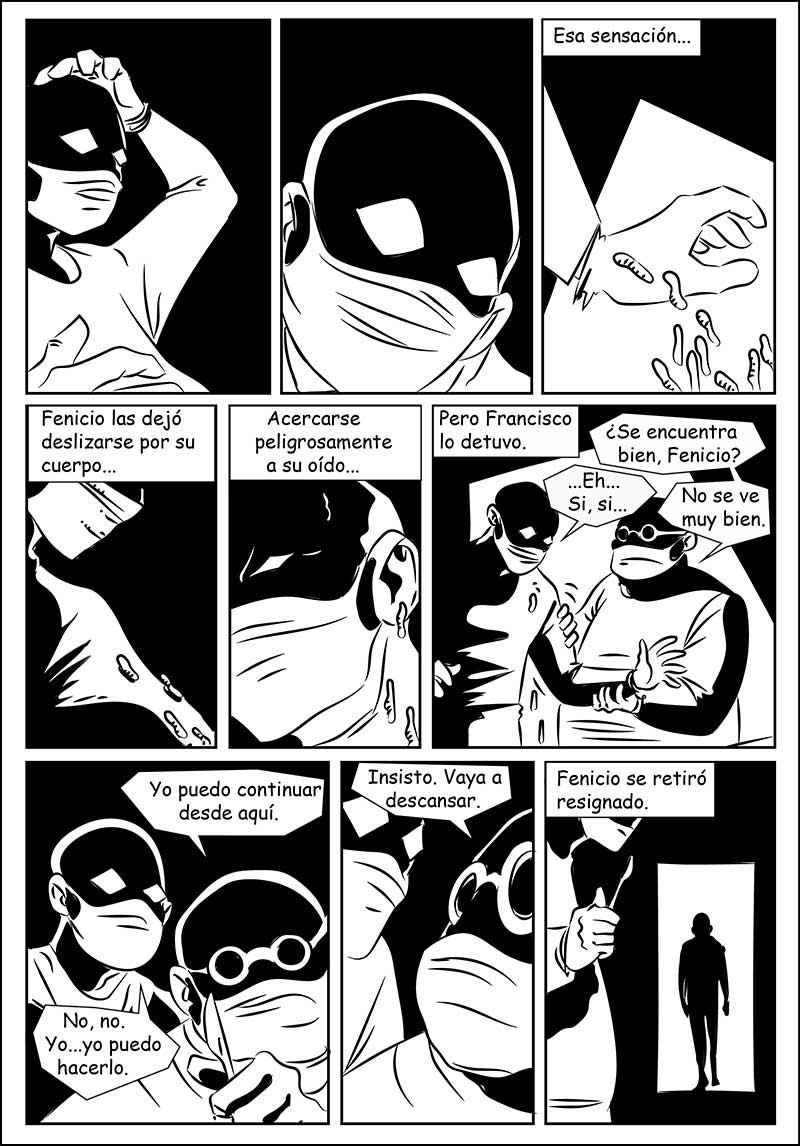 Esa sensación...
Fenicio las dejó
deslizarse por su
cuerpo...
Acercarse
peligrosamente
a su oído...
Pero Francisco
lo detuvo.
¿Se encuentra
bien, Fenicio?
...Eh...
Si, si...
No se ve
muy bien.
Yo puedo continuar
desde aquí.
No, no.
Yo...yo puedo
hacerlo.
Insisto. Vaya a
descansar.
Fenicio se retiró
resignado.